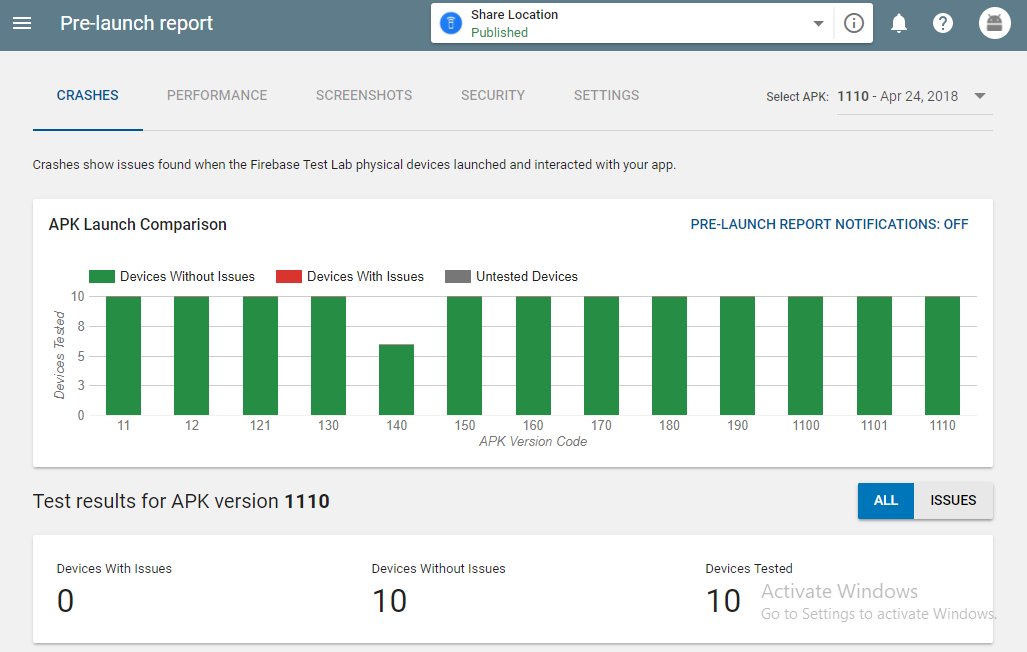 Pre-launch report
Share Location
Published
CRASHES PERFORMANCE SCREENSHOTS SECURITY SETTINGS Select APK: 1110 - Apr 24, 2018
Crashes show issues found when the Firebase Test Lab physical devices launched and interacted with your app.
APK Launch Comparison PRE-LAUNCH REPORT NOTIFICATIONS: OFF
Devices Without Issues Devices With Issues Untested Devices
Devices Tested
10
8
5
3
0
11 12 121 130 140 150 160 170 180 190 1100 1101 1110
APK Version Code
Test results for APK version 1110 ALL ISSUES
Devices With Issues Devices Without Issues Devices Tested
0 10 10
Activate Windows
Go to Settings to activate Windows.